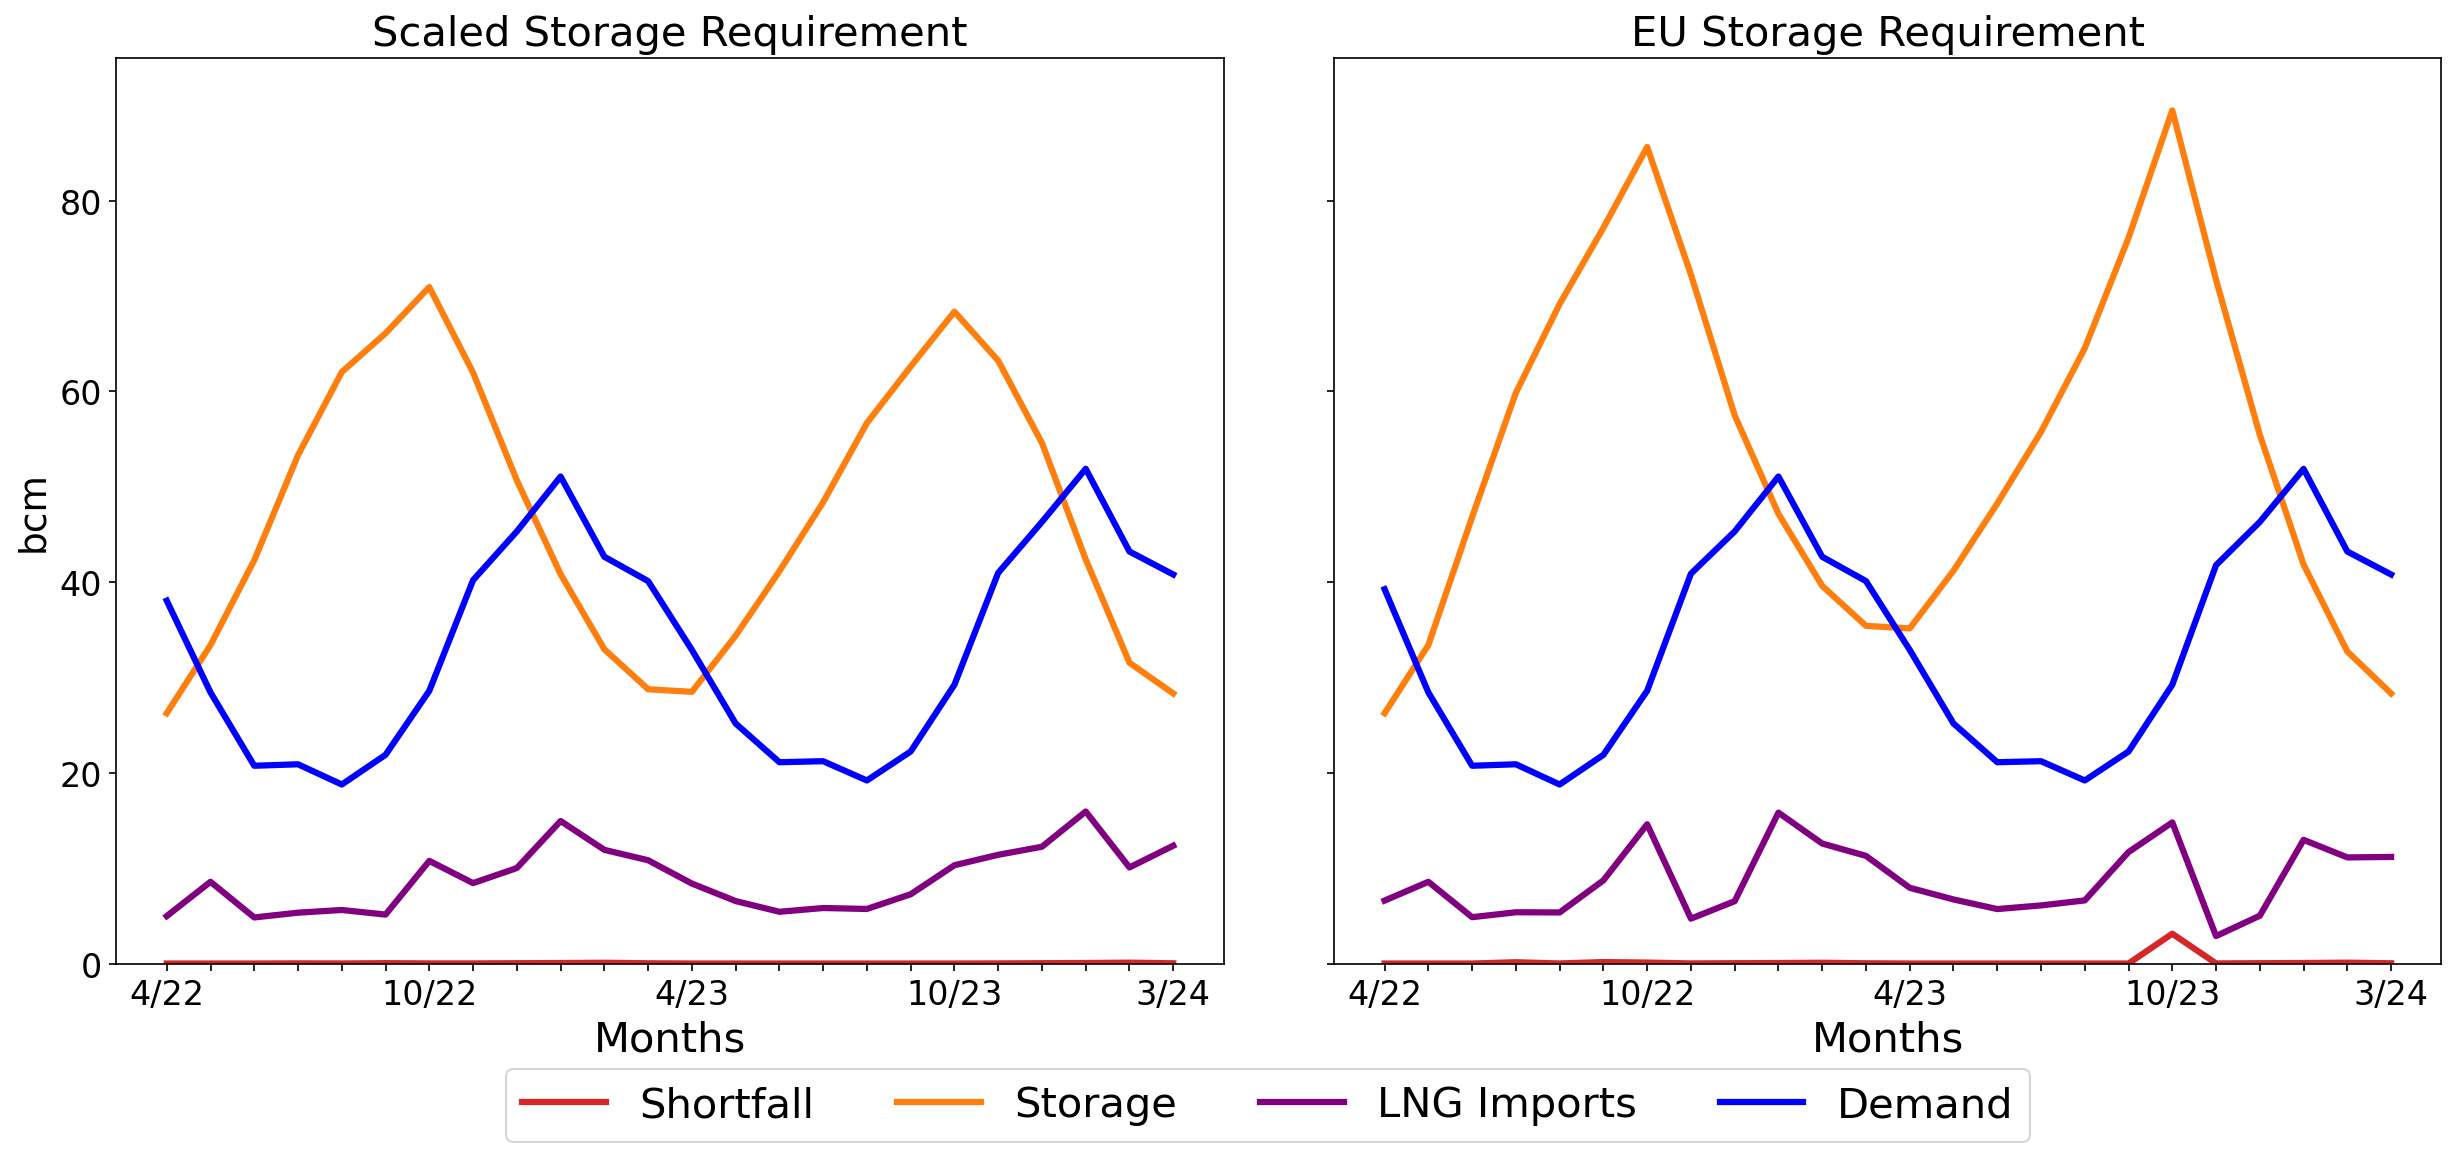 Scaled Storage Requirement
EU Storage Requirement
bcm
80
60
40
20
0
4/22 10/22 4/23 10/23 3/24
4/22 10/22 4/23 10/23 3/24
Months
Months
Shortfall Storage LNG Imports Demand